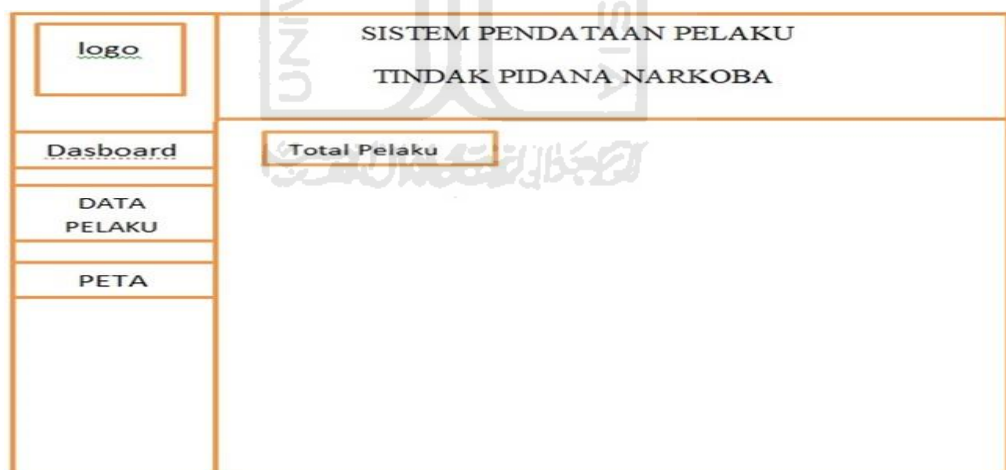 logo
SISTEM PENDATAAN PELAKU
TINDAK PIDANA NARKOBA
Dasboard
Total Pelaku
DATA
PELAKU
PETA